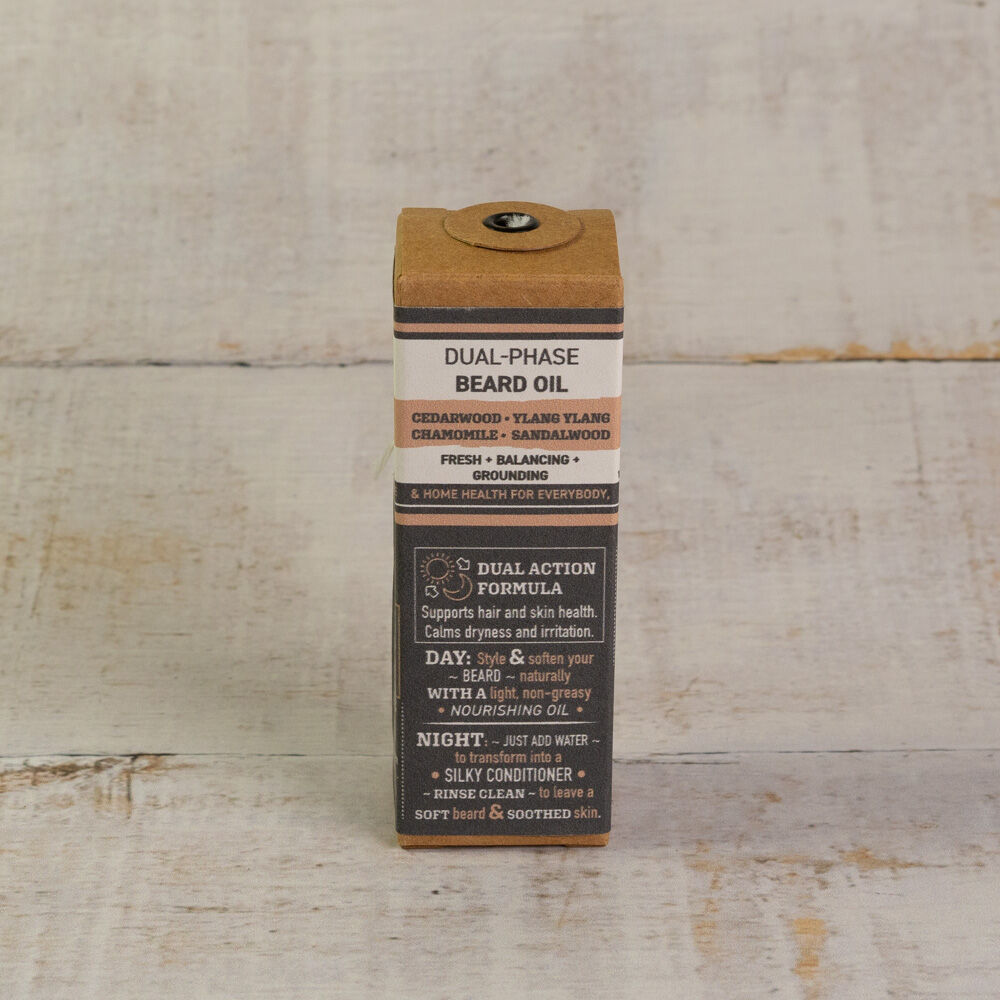 DUAL-PHASE
BEARD OIL
CEDARWOOD • YLANG YLANG
CHAMOMILE • SANDALWOOD
FRESH + BALANCING +
GROUNDING
& HOME HEALTH FOR EVERYBODY.
DUAL ACTION
FORMULA
Supports hair and skin health.
Calms dryness and irritation.
DAY: Style & soften your
~ BEARD ~ naturally
WITH A light, non-greasy
• NOURISHING OIL •
NIGHT: ~ JUST ADD WATER ~
to transform into a
• SILKY CONDITIONER •
~ RINSE CLEAN ~ to leave a
SOFT beard & SOOTHED skin.